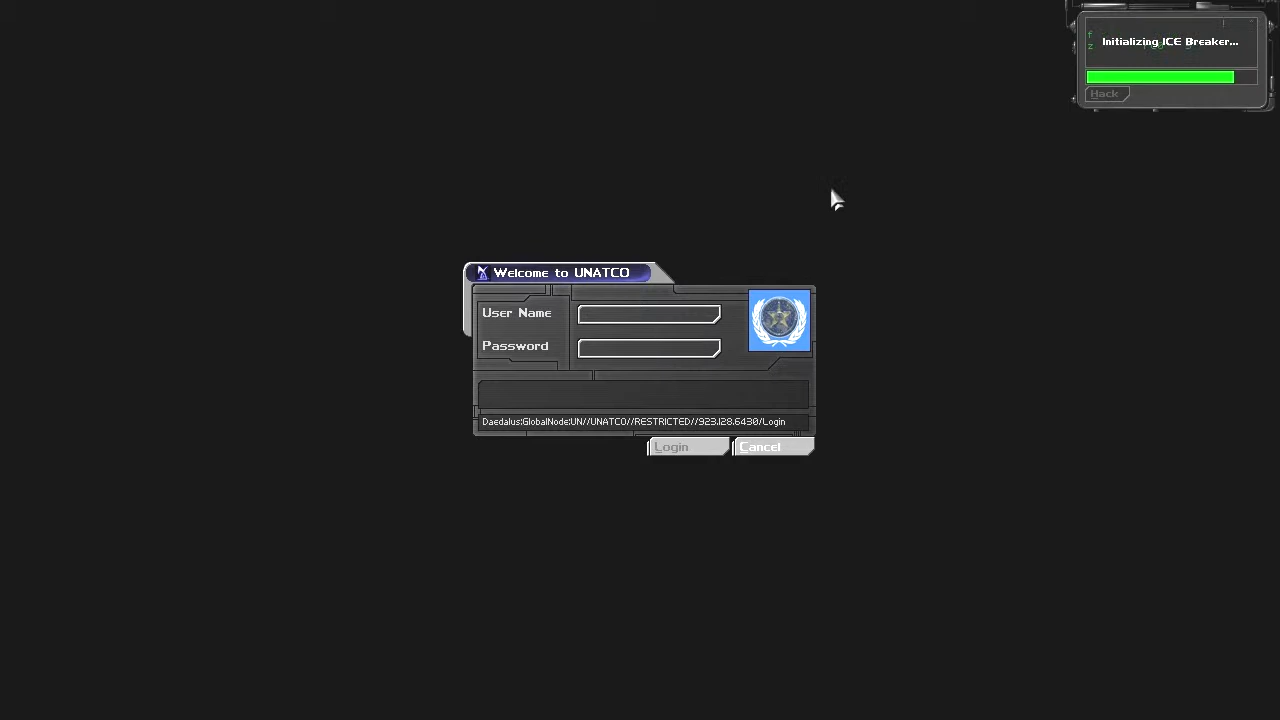 Initializing ICE Breaker...
Hack
Welcome to UNATCO
User Name
Password
Daedalus:GlobalNode:UN//UNATCO//RESTRICTED//923.128.6430/Login
Login
Cancel